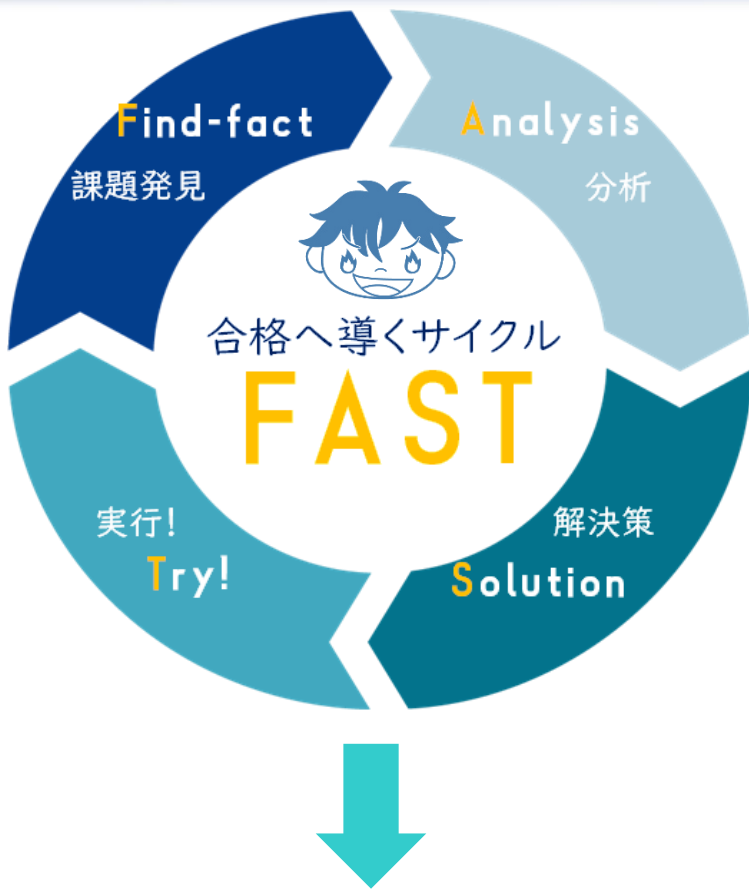 Find-fact
課題発見
Analysis
分析
合格へ導くサイクル
FAST
解決策
Solution
実行!
Try!